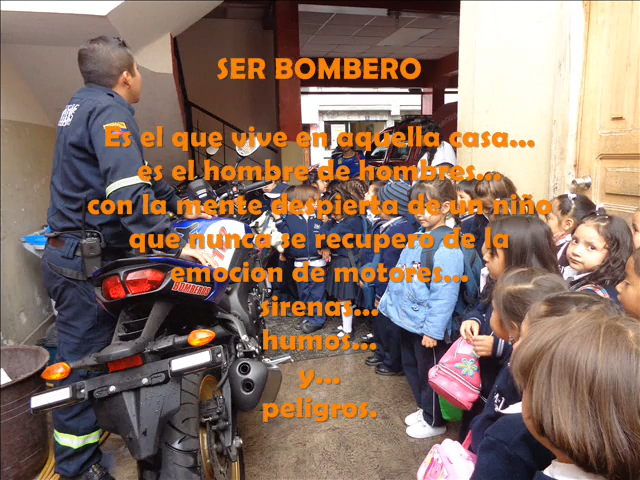 SER BOMBERO
Es el que vive en aquella casa...
es el hombre de hombres...
con la mente despierta de un niño
que nunca se recupero de la
emocion de motores...
sirenas...
humos...
y...
peligros.
BOMBEROS